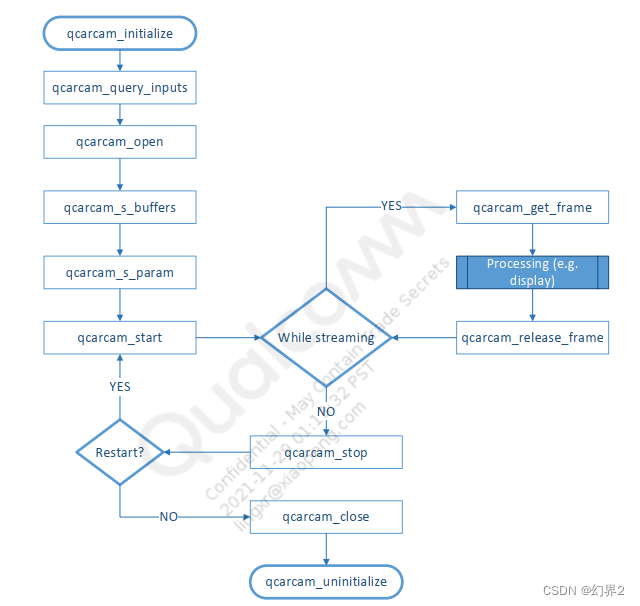 qcarcam_initialize
qcarcam_query_inputs
qcarcam_open
qcarcam_s_buffers
qcarcam_s_param
qcarcam_start
While streaming
YES
qcarcam_get_frame
Processing (e.g.
display)
qcarcam_release_frame
NO
qcarcam_stop
Restart?
YES
NO
qcarcam_close
qcarcam_uninitialize
Qualcomm
Confidential - May Contain Trade Secrets
2021-11-29 01:1 32 PST
@xiaopeng.com
CSDN @幻界2